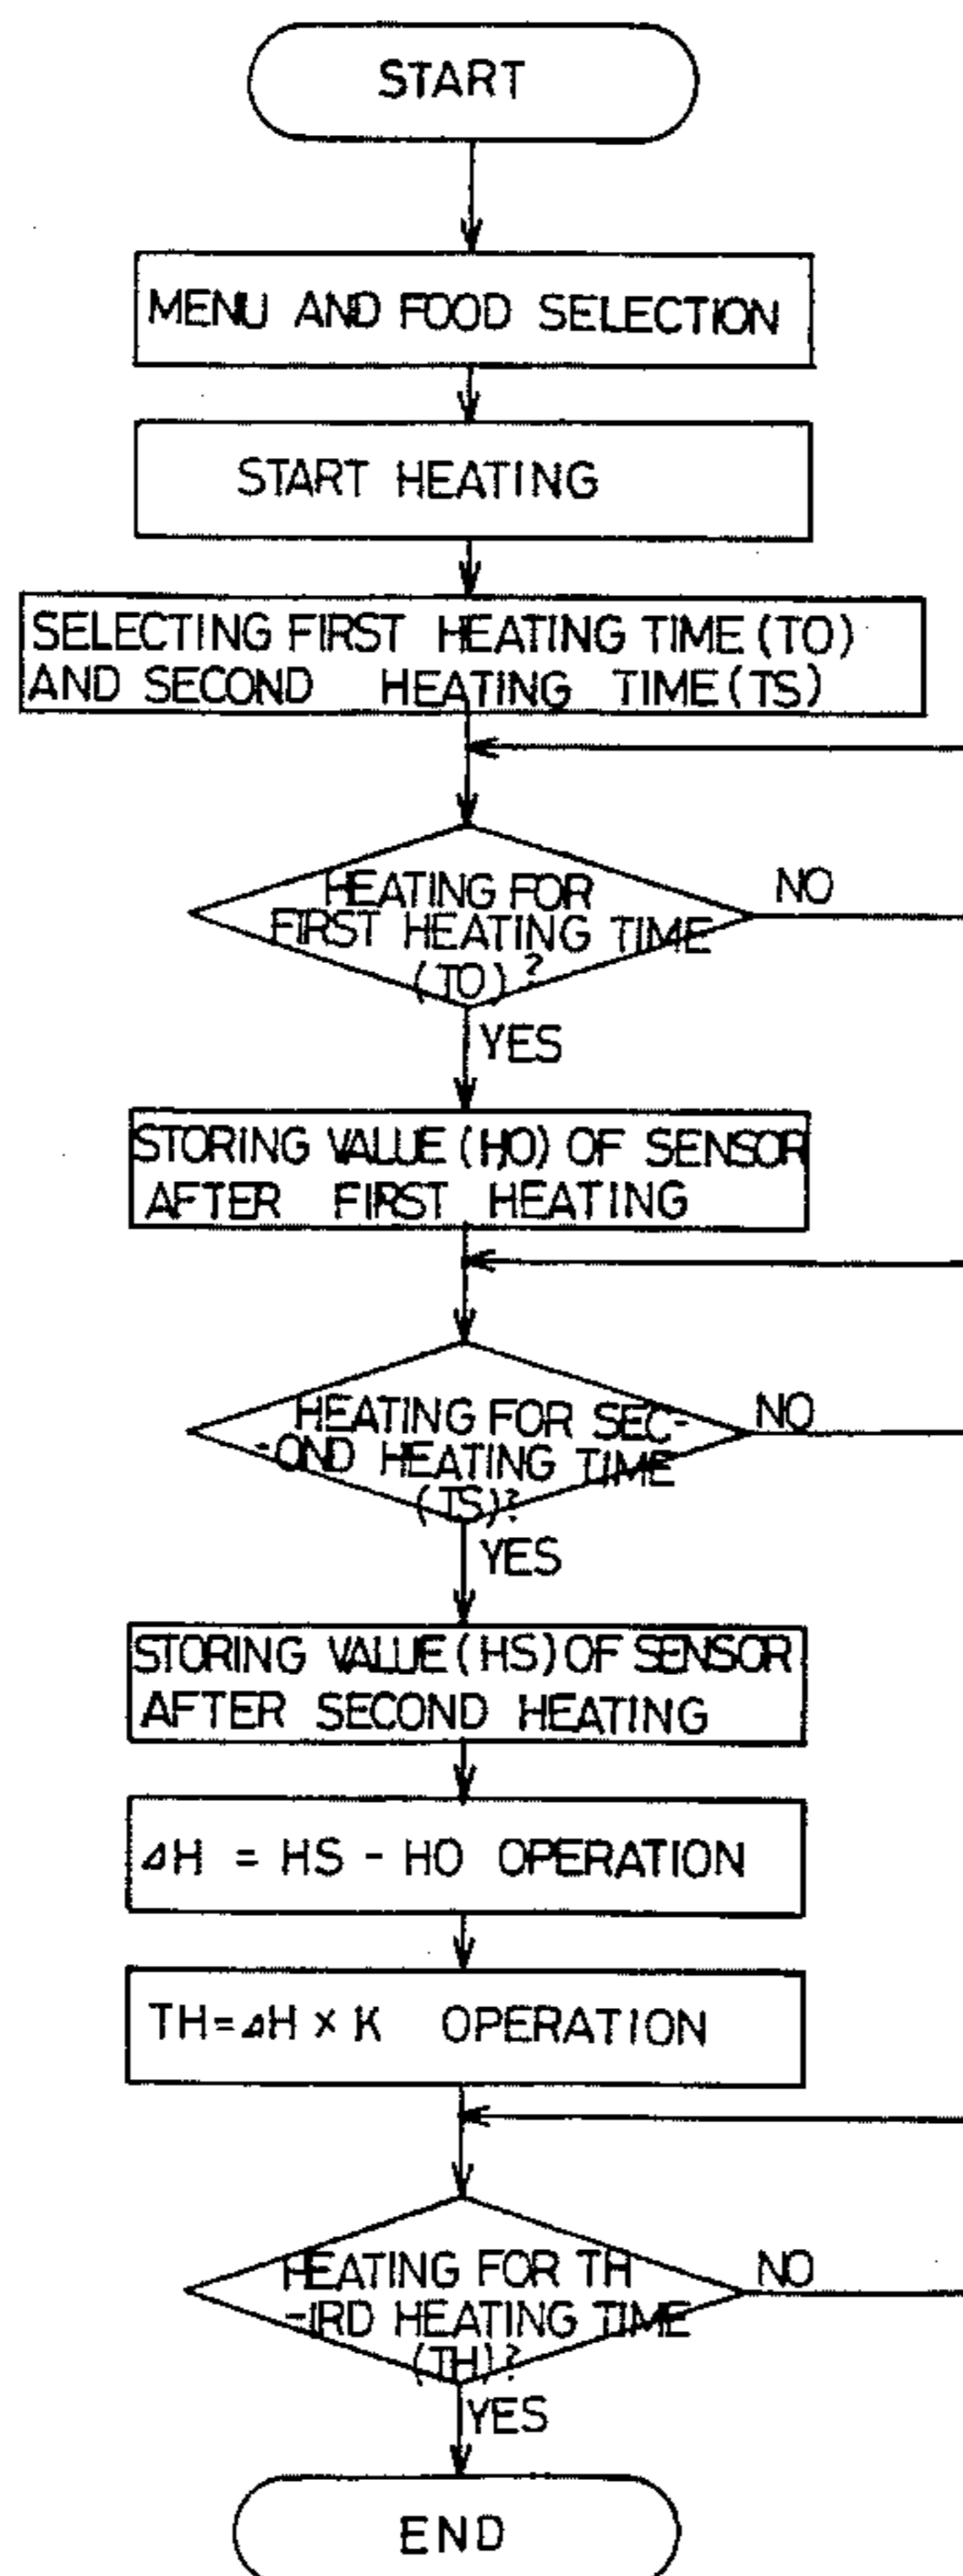 START
MENU AND FOOD SELECTION
START HEATING
SELECTING FIRST HEATING TIME (TO)
AND SECOND HEATING TIME (TS)
HEATING FOR
FIRST HEATING TIME
(TO) ?
NO
YES
STORING VALUE (H,O) OF SENSOR
AFTER FIRST HEATING
HEATING FOR SEC-
-OND HEATING TIME
(TS)?
NO
YES
STORING VALUE (HS) OF SENSOR
AFTER SECOND HEATING
⊿H = HS - HO OPERATION
TH=⊿H × K OPERATION
HEATING FOR TH
-IRD HEATING TIME
(TH)?
NO
YES
END